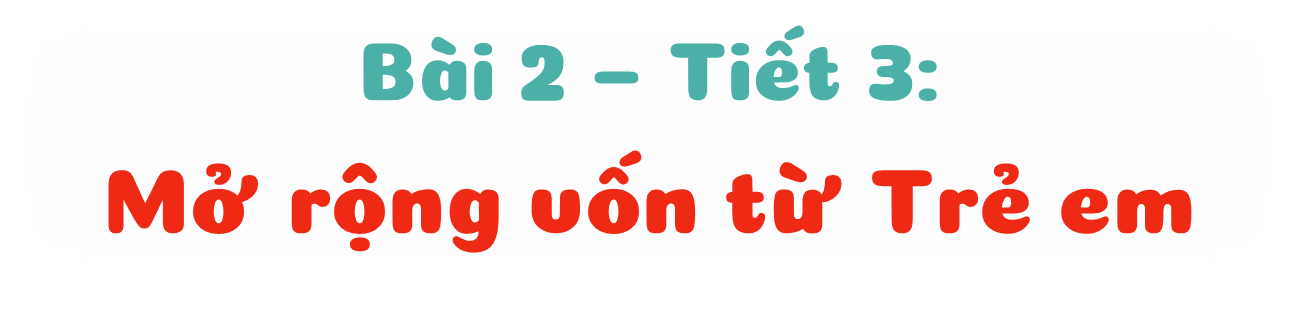 Bài 2 – Tiết 3:
Mở rộng uốn từ Trẻ em